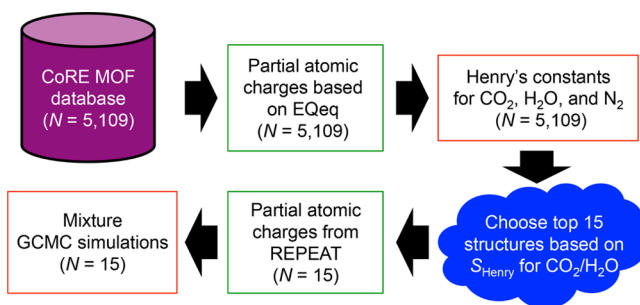 CoRE MOF
database
(N = 5,109)
Partial atomic
charges based
on EQeq
(N = 5,109)
Henry's constants
for CO₂, H₂O, and N₂
(N = 5,109)
Choose top 15
structures based on
S_Henry for CO₂/H₂O
Partial atomic
charges from
REPEAT
(N = 15)
Mixture
GCMC simulations
(N = 15)